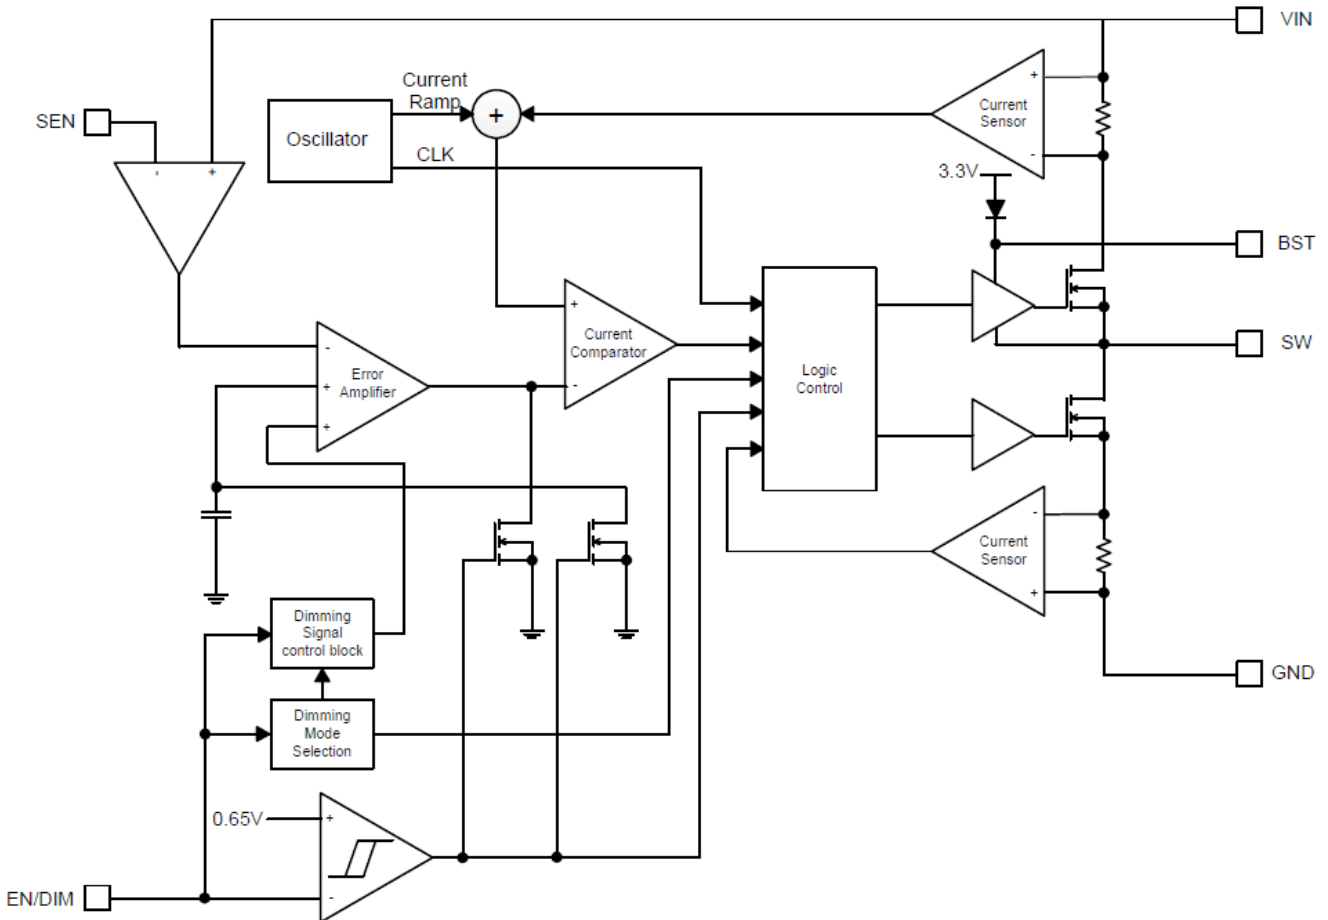 VIN
Current
Ramp
+
Current
Sensor
+
-
SEN
Oscillator
+
CLK
- +
3.3V
BST
+
Current
Comparator
-
SW
-
Error
Amplifier
+
+
Logic
Control
-
Current
Sensor
+
Dimming
Signal
control block
GND
Dimming
Mode
Selection
0.65V
+
-
EN/DIM